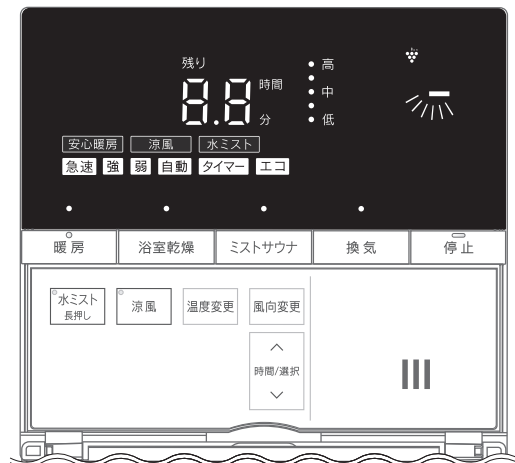 残り
8.8 時間
分
高
中
低
安心暖房 涼風 水ミスト
急速 強 弱 自動 タイマー エコ
暖房 浴室乾燥 ミストサウナ 換気 停止
水ミスト
長押し
涼風
温度変更
風向変更
時間/選択